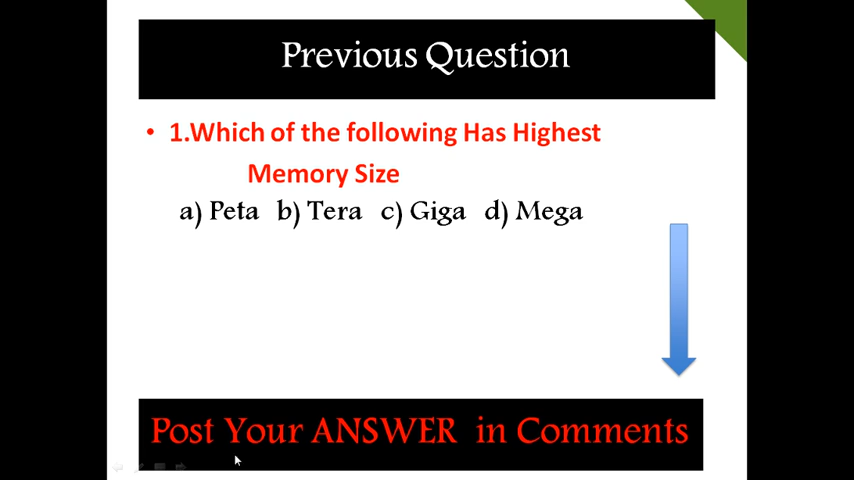 Previous Question
• 1.Which of the following Has Highest
Memory Size
a) Peta b) Tera c) Giga d) Mega
Post Your ANSWER in Comments